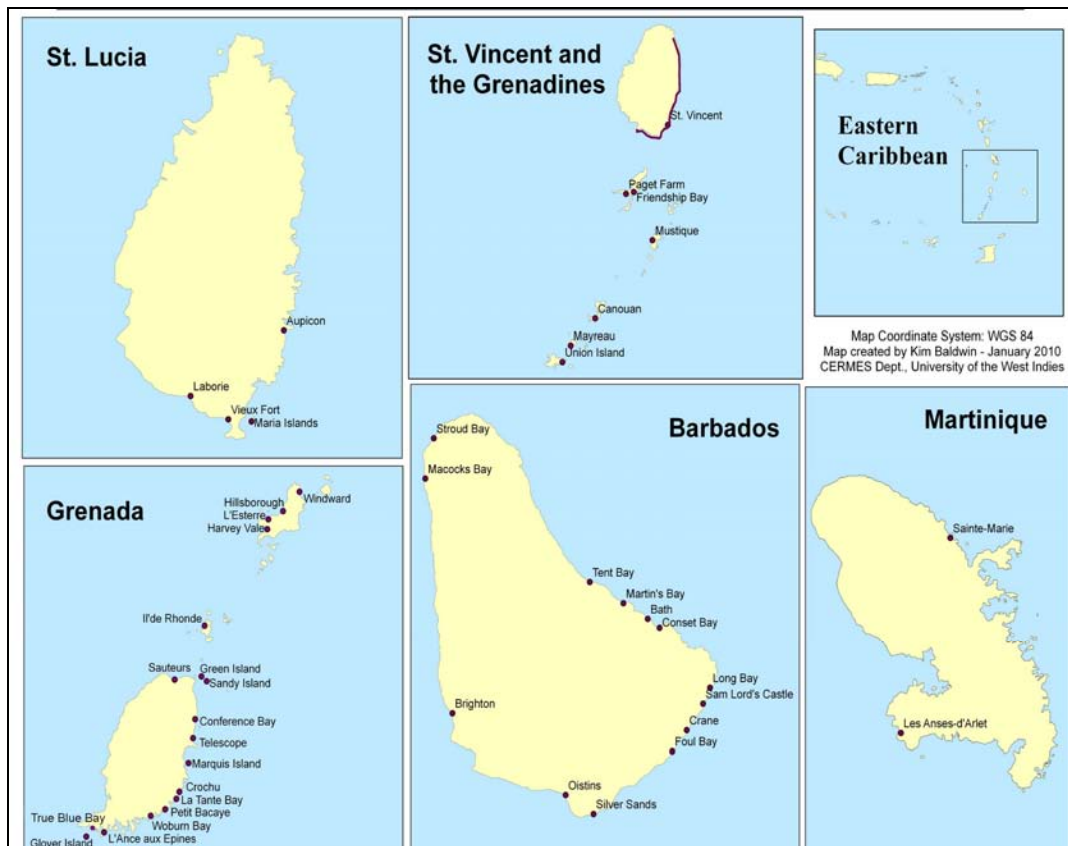 St. Lucia
Aupicon
Laborie
Vieux Fort
Maria Islands
St. Vincent and
the Grenadines
St. Vincent
Paget Farm
Friendship Bay
Mustique
Canouan
Mayreau
Union Island
Eastern
Caribbean
Map Coordinate System: WGS 84
Map created by Kim Baldwin - January 2010
CERMES Dept., University of the West Indies
Grenada
Windward
Hillsborough
L'Esterre
Harvey Vale
Il'de Rhonde
Sauteurs
Green Island
Sandy Island
Conference Bay
Telescope
Marquis Island
Crochu
La Tante Bay
Petit Bacaye
Woburn Bay
True Blue Bay
L'Ance aux Epines
Glover Island
Barbados
Stroud Bay
Macocks Bay
Tent Bay
Martin's Bay
Bath
Conset Bay
Long Bay
Sam Lord's Castle
Crane
Foul Bay
Brighton
Oistins
Silver Sands
Martinique
Sainte-Marie
Les Anses-d'Arlet